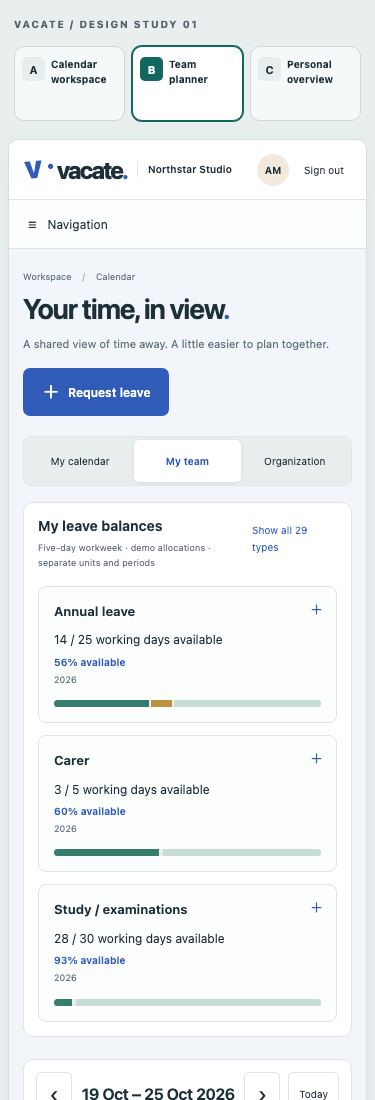 VACATE / DESIGN STUDY 01
A Calendar workspace
B Team planner
C Personal overview
V vacate.
Northstar Studio
AM
Sign out
≡ Navigation
Workspace / Calendar
Your time, in view.
A shared view of time away. A little easier to plan together.
+ Request leave
My calendar
My team
Organization
My leave balances
Show all 29
types
Five-day workweek · demo allocations ·
separate units and periods
Annual leave +
14 / 25 working days available
56% available
2026
Carer +
3 / 5 working days available
60% available
2026
Study / examinations +
28 / 30 working days available
93% available
2026
‹ 19 Oct – 25 Oct 2026 › Today